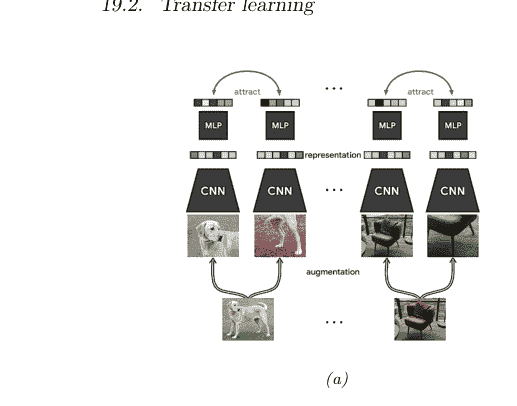 19.2. Transfer learning
attract
...
attract
MLP
MLP
MLP
MLP
representation
CNN
CNN
...
CNN
CNN
augmentation
...
(a)